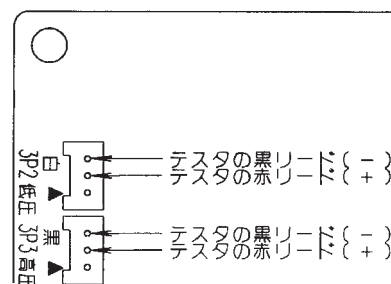 テスタの黒リード(-)
テスタの赤リード(+)
3P2 低圧
白
テスタの黒リード(-)
テスタの赤リード(+)
3P3 高圧
黒